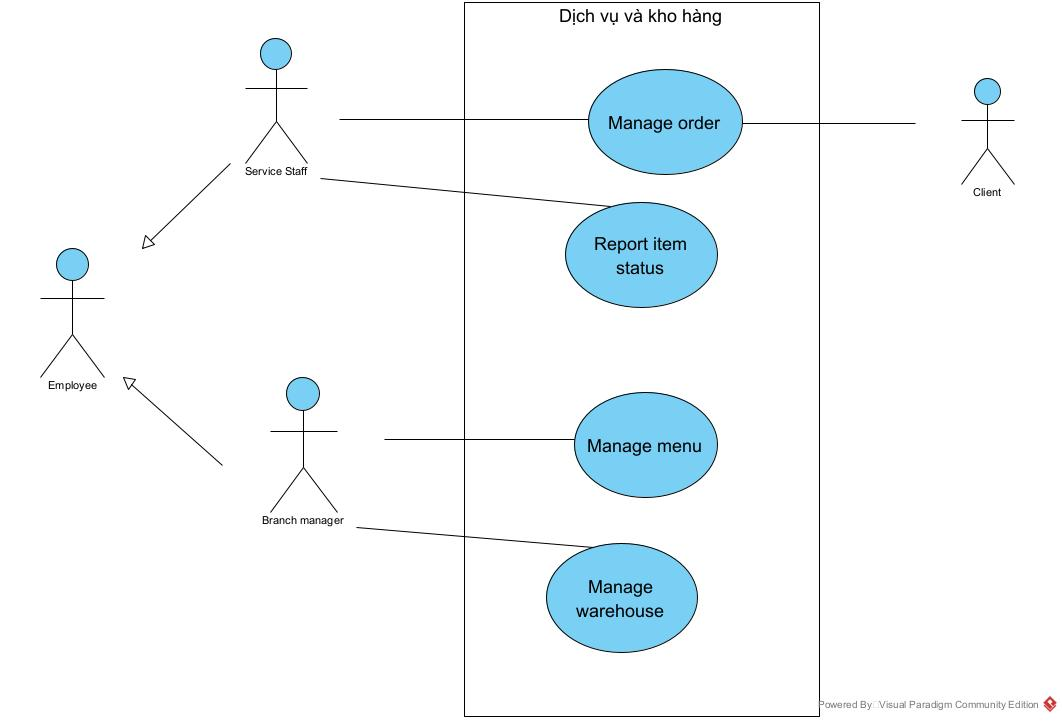 Dịch vụ và kho hàng
Manage order
Service Staff
Client
Report item
status
Employee
Manage menu
Branch manager
Manage
warehouse
Powered By Visual Paradigm Community Edition